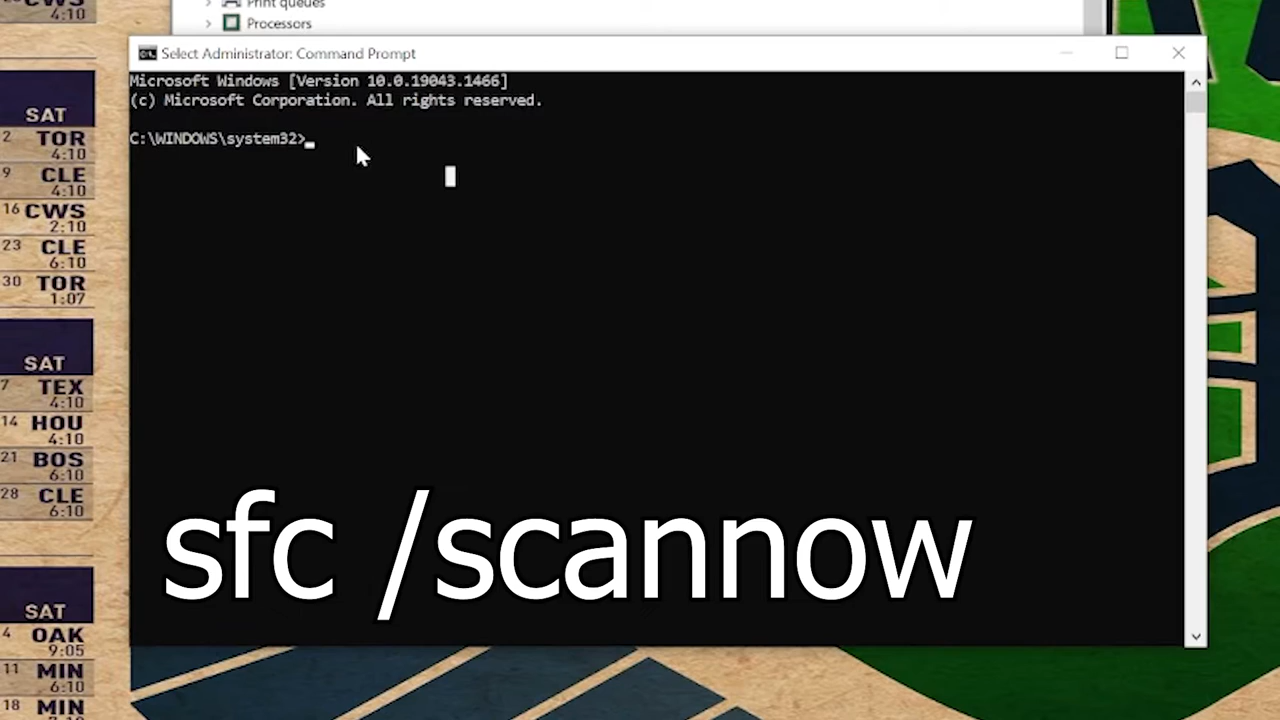 CWS
4:10
Print queues
Processors
Select Administrator: Command Prompt
Microsoft Windows [Version 10.0.19043.1466]
(c) Microsoft Corporation. All rights reserved.
C:\WINDOWS\system32>
sfc /scannow
SAT
2 TOR
4:10
9 CLE
4:10
16 CWS
2:10
23 CLE
6:10
30 TOR
1:07
SAT
7 TEX
4:10
14 HOU
4:10
21 BOS
6:10
28 CLE
6:10
SAT
4 OAK
9:05
11 MIN
6:10
18 MIN